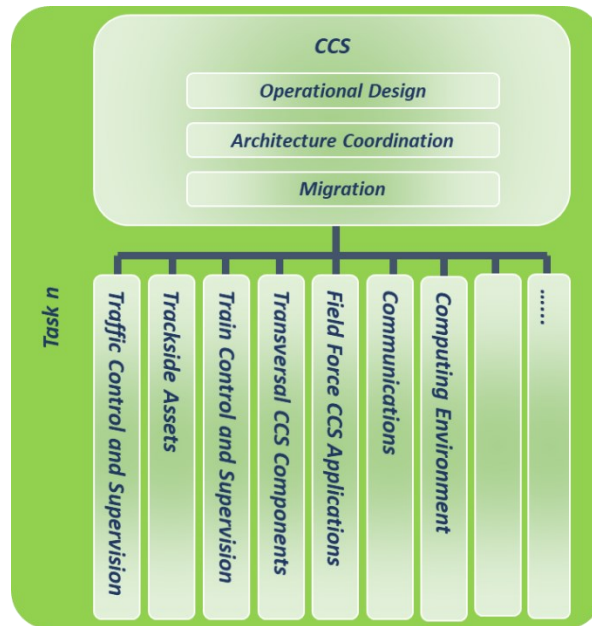 CCS
Operational Design
Architecture Coordination
Migration
Task n
Traffic Control and Supervision
Trackside Assets
Train Control and Supervision
Transversal CCS Components
Field Force CCS Applications
Communications
Computing Environment
......